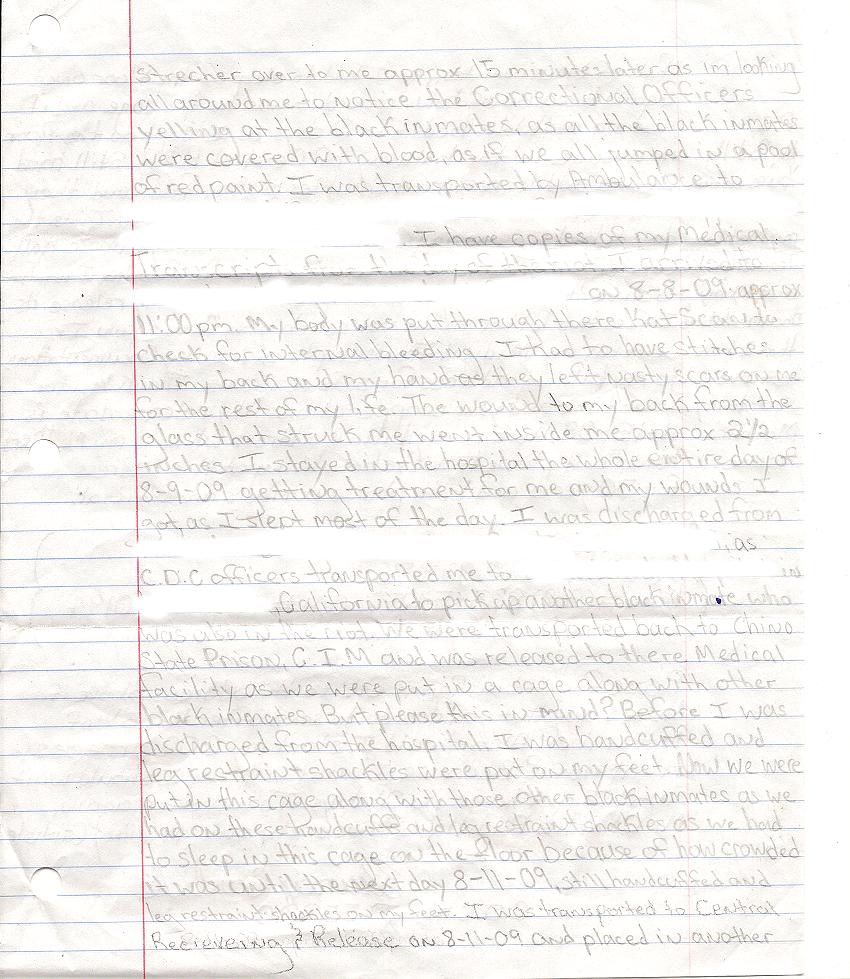 strecher over to me approx 15 minutes later as im looking
all around me to notice the Correctional Officers
yelling at the black inmates, as all the black inmates
were covered with blood, as if we all jumped in a pool
of red paint. I was transported by Ambulance to
I have copies of my Medical
Transcripts from the day of the riot I arrived to
on 8-8-09 approx
11:00pm. My body was put through there Kat Scan to
check for internal bleeding. I had to have stitches
in my back and my hand as they left nasty scars on me
for the rest of my life. The wound to my back from the
glass that struck me went inside me approx 2 1/2
inches. I stayed in the hospital the whole entire day of
8-9-09 getting treatment for me and my wounds I
got, as I slept most of the day. I was discharged from
, as
C.D.C officers transported me to in
, California to pick up another black inmate who
was also in the riot. We were transported back to Chino
State Prison, C.I.M and was released to there Medical
facility as we were put in a cage along with other
black inmates. But please this in mind? Before I was
discharged from the hospital. I was handcuffed and
leg restraint shackles were put on my feet. Now we were
put in this cage along with those other black inmates as we
had on these handcuffs and leg restraint shackles as we had
to sleep in this cage on the floor because of how crowded
it was until the next day 8-11-09, still handcuffed and
leg restraint shackles on my feet. I was transported to Central
Recievering & Release on 8-11-09 and placed in another